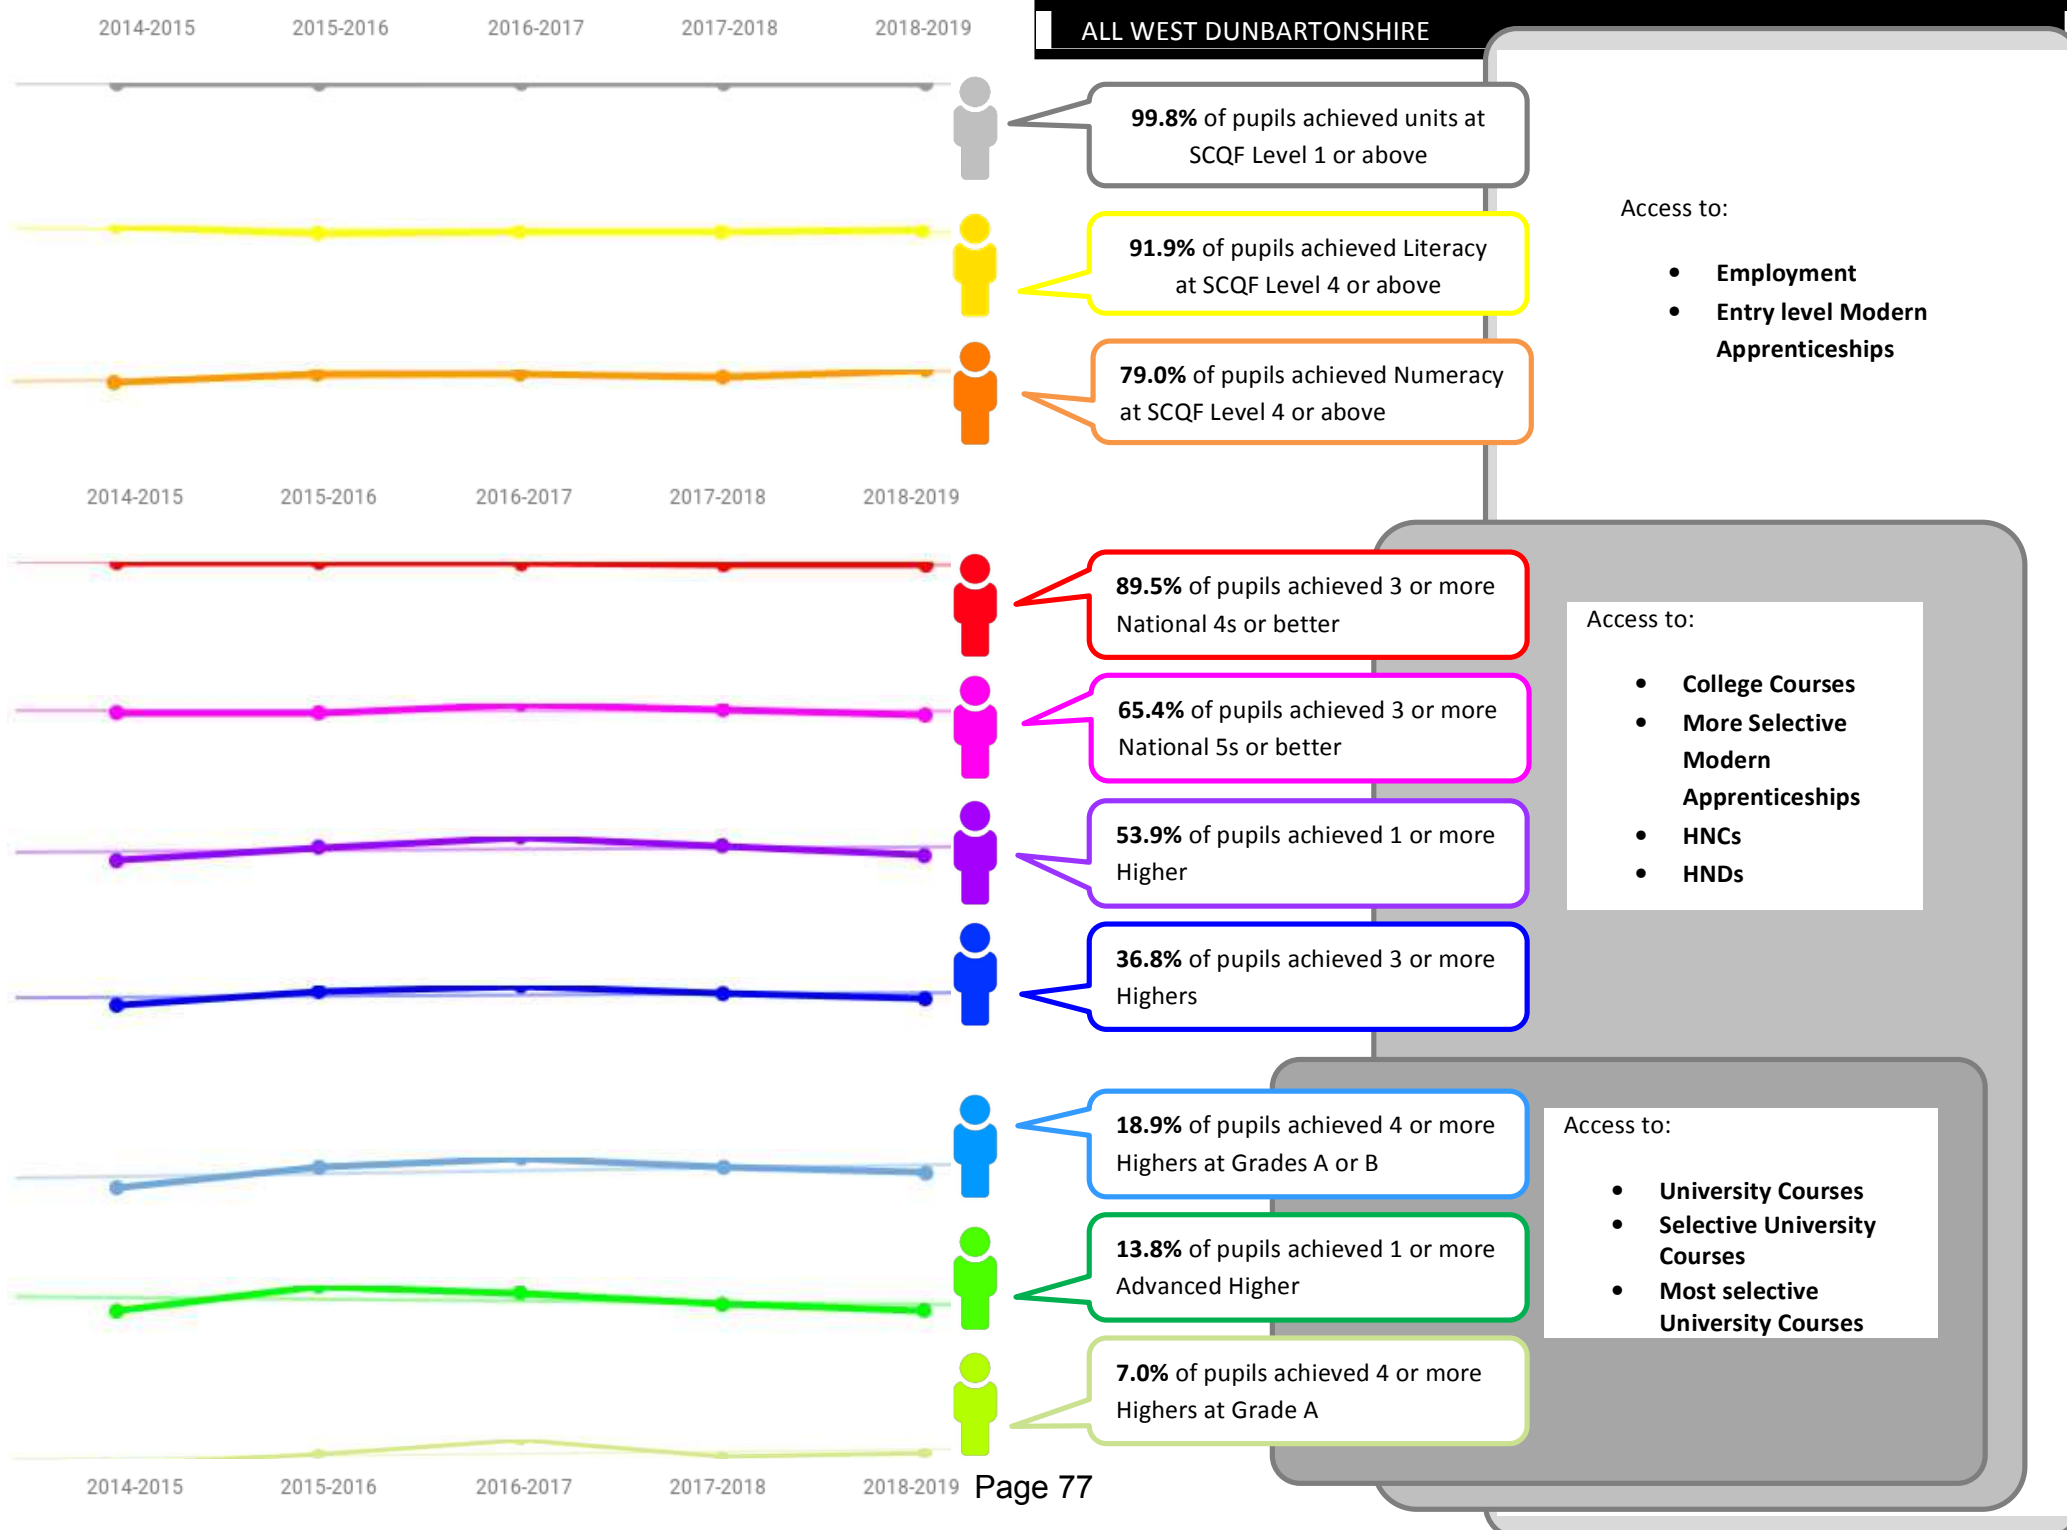 2014-2015 2015-2016 2016-2017 2017-2018 2018-2019
ALL WEST DUNBARTONSHIRE
99.8% of pupils achieved units at
SCQF Level 1 or above
91.9% of pupils achieved Literacy
at SCQF Level 4 or above
79.0% of pupils achieved Numeracy
at SCQF Level 4 or above
Access to:
• Employment
• Entry level Modern
Apprenticeships
2014-2015 2015-2016 2016-2017 2017-2018 2018-2019
89.5% of pupils achieved 3 or more
National 4s or better
65.4% of pupils achieved 3 or more
National 5s or better
53.9% of pupils achieved 1 or more
Higher
36.8% of pupils achieved 3 or more
Highers
Access to:
• College Courses
• More Selective
Modern
Apprenticeships
• HNCs
• HNDs
18.9% of pupils achieved 4 or more
Highers at Grades A or B
13.8% of pupils achieved 1 or more
Advanced Higher
7.0% of pupils achieved 4 or more
Highers at Grade A
Access to:
• University Courses
• Selective University
Courses
• Most selective
University Courses
2014-2015 2015-2016 2016-2017 2017-2018 2018-2019
Page 77